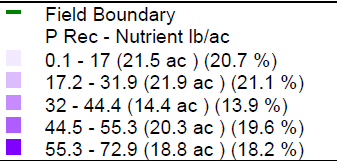 Field Boundary
P Rec - Nutrient lb/ac
0.1 - 17 (21.5 ac ) (20.7 %)
17.2 - 31.9 (21.9 ac ) (21.1 %)
32 - 44.4 (14.4 ac ) (13.9 %)
44.5 - 55.3 (20.3 ac ) (19.6 %)
55.3 - 72.9 (18.8 ac ) (18.2 %)